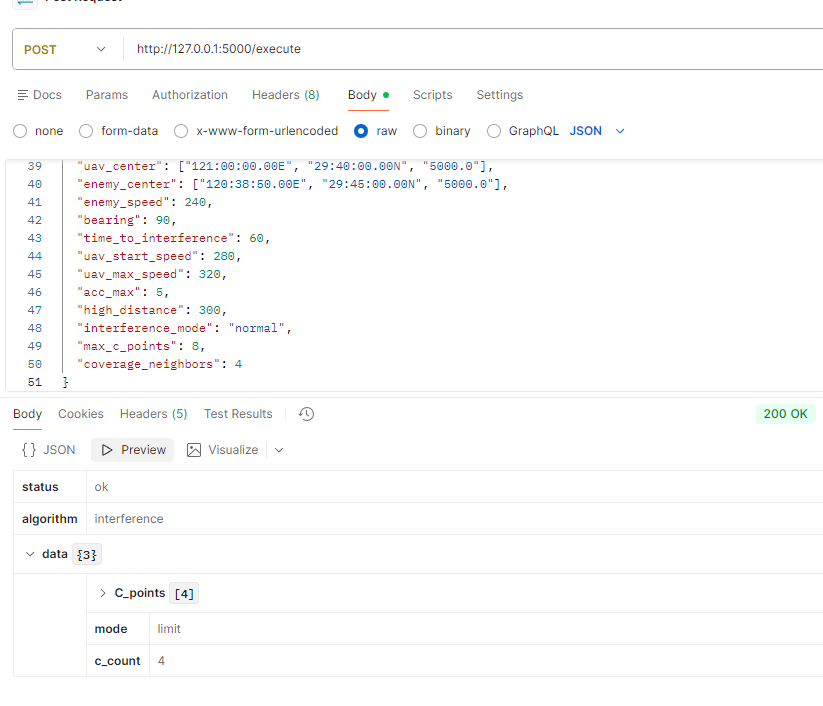 POST http://127.0.0.1:5000/execute
Docs Params Authorization Headers (8) Body Scripts Settings
none form-data x-www-form-urlencoded raw binary GraphQL JSON
39 "uav_center": ["121:00:00.00E", "29:40:00.00N", "5000.0"],
40 "enemy_center": ["120:38:50.00E", "29:45:00.00N", "5000.0"],
41 "enemy_speed": 240,
42 "bearing": 90,
43 "time_to_interference": 60,
44 "uav_start_speed": 280,
45 "uav_max_speed": 320,
46 "acc_max": 5,
47 "high_distance": 300,
48 "interference_mode": "normal",
49 "max_c_points": 8,
50 "coverage_neighbors": 4
51 }
Body Cookies Headers (5) Test Results 200 OK
{} JSON Preview Visualize
status ok
algorithm interference
data {3}
C_points [4]
mode limit
c_count 4